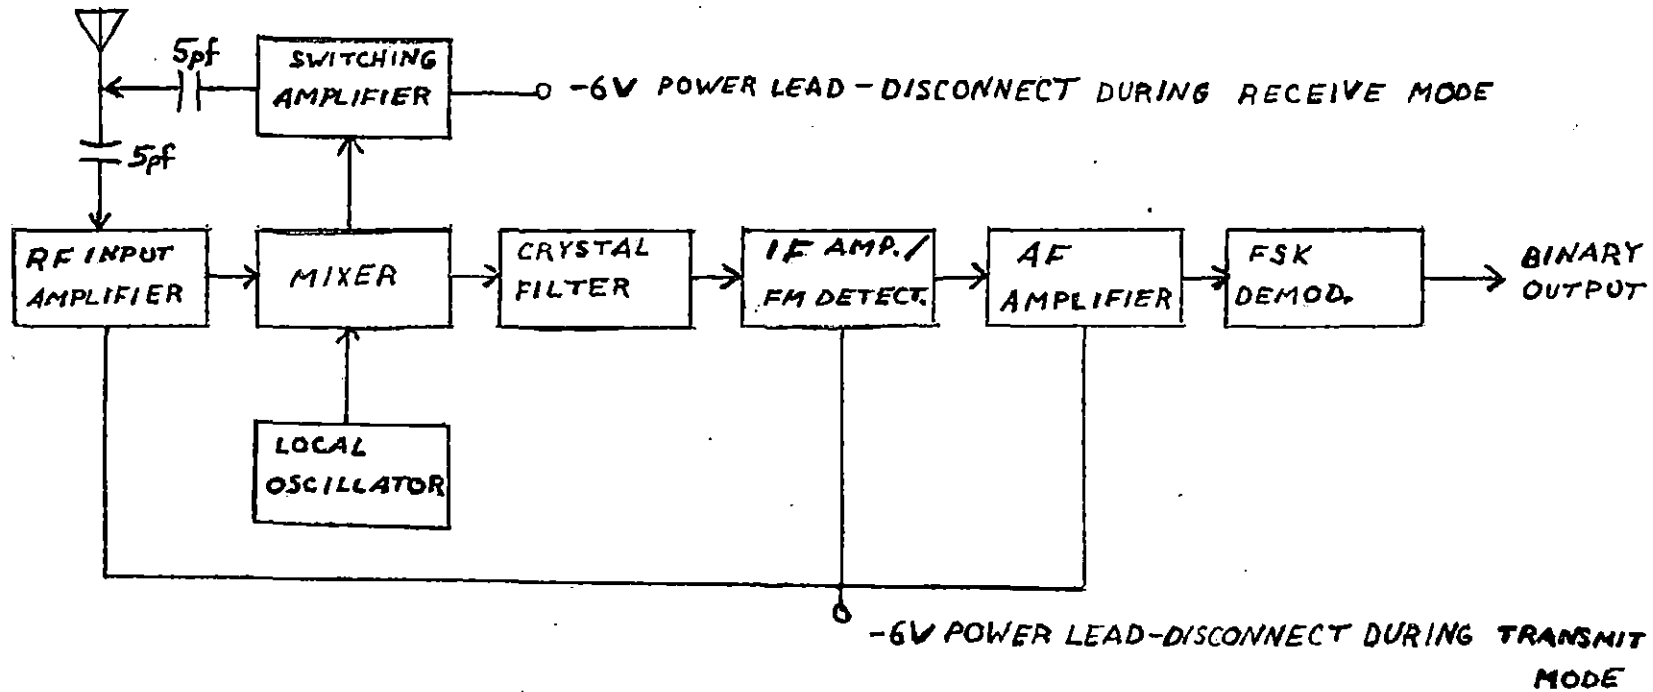 5pf
SWITCHING
AMPLIFIER
-6V POWER LEAD-DISCONNECT DURING RECEIVE MODE
5pf
RF INPUT
AMPLIFIER
MIXER
CRYSTAL
FILTER
IF AMP./
FM DETECT.
AF
AMPLIFIER
FSK
DEMOD.
BINARY
OUTPUT
LOCAL
OSCILLATOR
-6V POWER LEAD-DISCONNECT DURING TRANSMIT
MODE